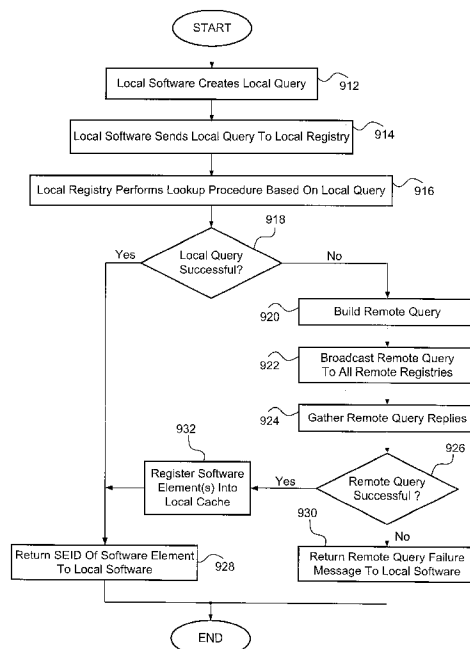 START
Local Software Creates Local Query
912
Local Software Sends Local Query To Local Registry
914
Local Registry Performs Lookup Procedure Based On Local Query
916
918
Yes
Local Query
Successful?
No
920
Build Remote Query
922
Broadcast Remote Query
To All Remote Registries
924
Gather Remote Query Replies
932
926
Register Software
Element(s) Into
Local Cache
Yes
Remote Query
Successful ?
930
No
Return SEID Of Software Element
To Local Software
928
Return Remote Query Failure
Message To Local Software
END